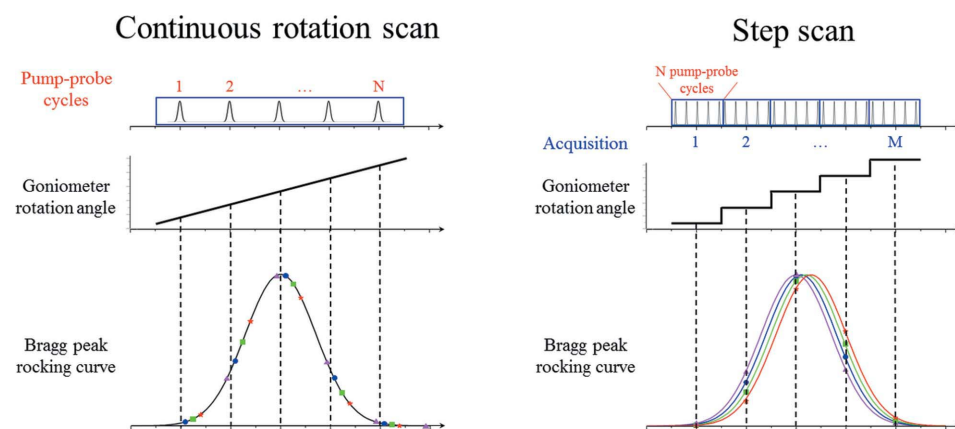 Continuous rotation scan
Pump-probe
cycles
1 2 ... N
Goniometer
rotation angle
Bragg peak
rocking curve
Step scan
N pump-probe
cycles
Acquisition
1 2 ... M
Goniometer
rotation angle
Bragg peak
rocking curve